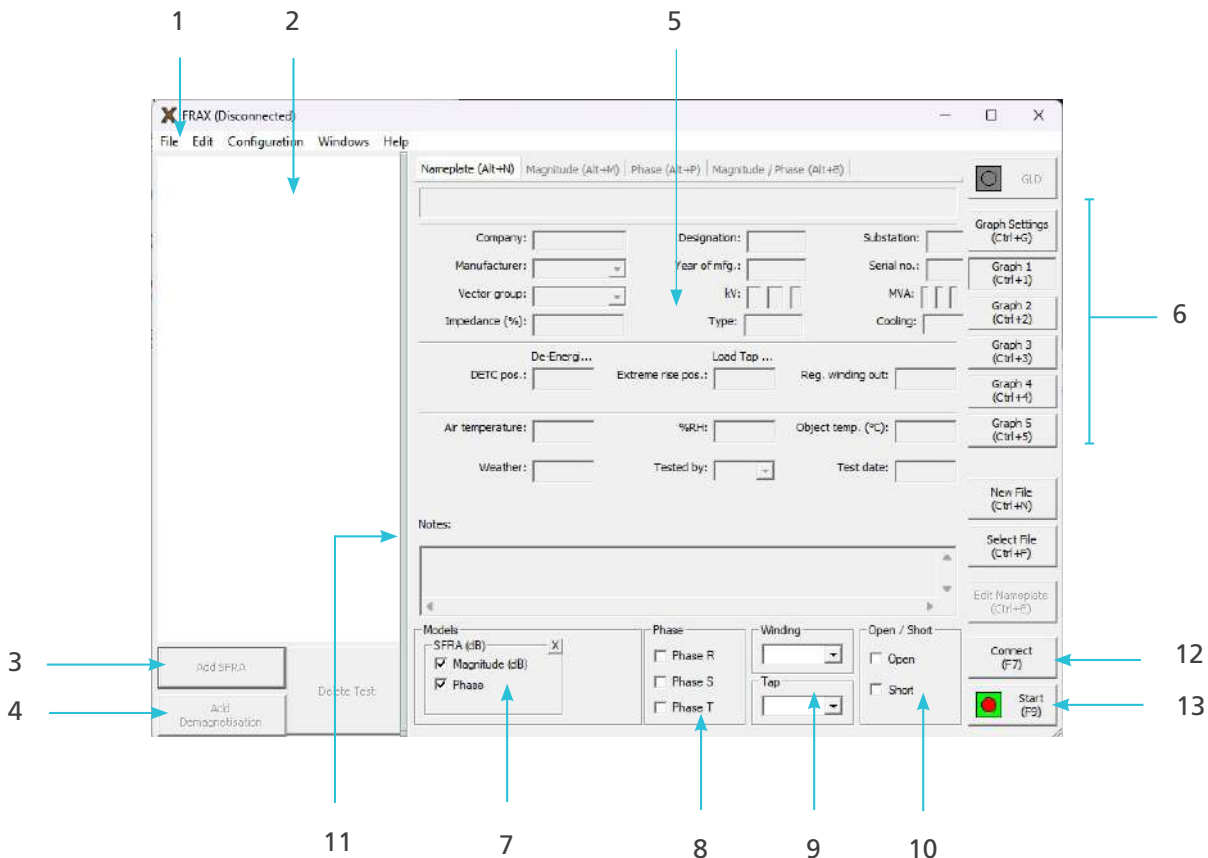 1 2 5
FRAX (Disconnected)
File Edit Configuration Windows Help
Nameplate (Alt+N) Magnitude (Alt+M) Phase (Alt+P) Magnitude / Phase (Alt+B)
GLD
Graph Settings
(Ctrl+G)
Company: Designation: Substation:
Manufacturer: Year of mfg.: Serial no.:
Graph 1
(Ctrl+1)
Vector group: kV: MVA:
Graph 2
(Ctrl+2)
6
Impedance (%): Type: Cooling:
Graph 3
(Ctrl+3)
De-Energi... Load Tap ...
DETC pos.: Extreme rise pos.: Reg. winding out:
Graph 4
(Ctrl+4)
Air temperature: %RH: Object temp. (°C):
Graph 5
(Ctrl+5)
Weather: Tested by: Test date:
New File
(Ctrl+N)
Notes:
Select File
(Ctrl+F)
Edit Nameplate
(Ctrl+E)
Models Phase Winding Open / Short
SFRA (dB) X
Magnitude (dB)
Phase
Phase R
Phase S
Phase T
Tap
Open
Short
Connect
(F7)
12
Start
(F9)
13
3
Add SFRA
Delete Test
4
Add
Demagnetisation
11 7 8 9 10